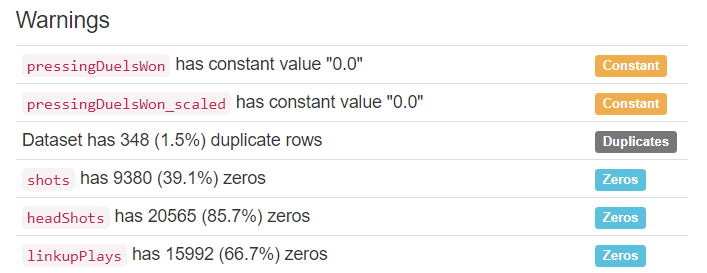 Warnings
pressingDuelsWon has constant value "0.0" Constant
pressingDuelsWon_scaled has constant value "0.0" Constant
Dataset has 348 (1.5%) duplicate rows Duplicates
shots has 9380 (39.1%) zeros Zeros
headShots has 20565 (85.7%) zeros Zeros
linkupPlays has 15992 (66.7%) zeros Zeros